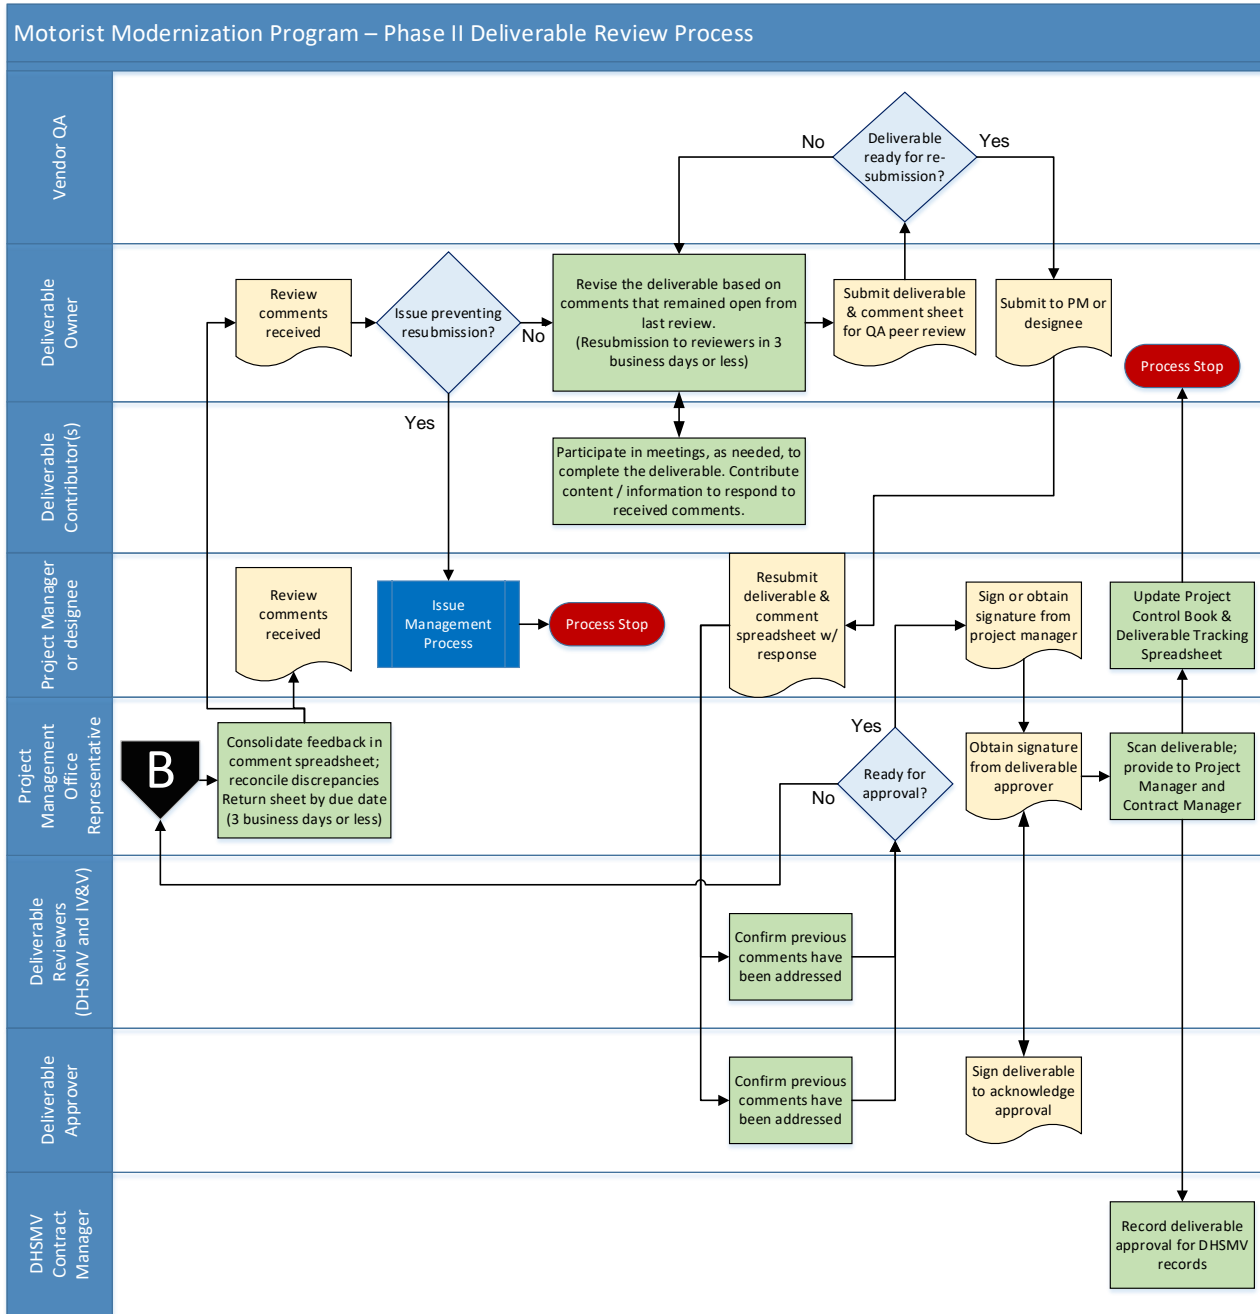 Motorist Modernization Program – Phase II Deliverable Review Process
Vendor QA
No
Deliverable
ready for re-
submission?
Yes
Deliverable
Owner
Review
comments
received
Issue preventing
resubmission?
No
Yes
Revise the deliverable based on
comments that remained open from
last review.
(Resubmission to reviewers in 3
business days or less)
Submit deliverable
& comment sheet
for QA peer review
Submit to PM or
designee
Process Stop
Deliverable
Contributor(s)
Participate in meetings, as needed, to
complete the deliverable. Contribute
content / information to respond to
received comments.
Project Manager
or designee
Review
comments
received
Issue
Management
Process
Process Stop
Resubmit
deliverable &
comment
spreadsheet w/
response
Sign or obtain
signature from
project manager
Update Project
Control Book &
Deliverable Tracking
Spreadsheet
Project
Management
Office
Representative
B
Consolidate feedback in
comment spreadsheet;
reconcile discrepancies
Return sheet by due date
(3 business days or less)
Yes
Ready for
approval?
No
Obtain signature
from deliverable
approver
Scan deliverable;
provide to Project
Manager and
Contract Manager
Deliverable
Reviewers
(DHSMV and IV&V)
Confirm previous
comments have
been addressed
Deliverable
Approver
Confirm previous
comments have
been addressed
Sign deliverable
to acknowledge
approval
DHSMV
Contract
Manager
Record deliverable
approval for DHSMV
records